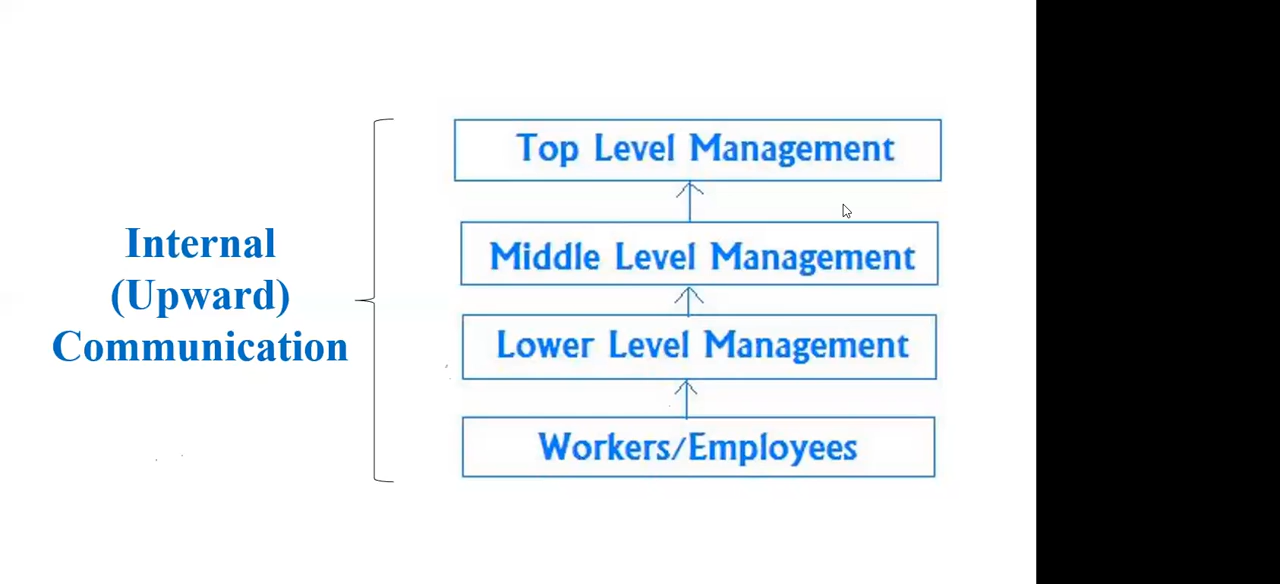 Internal
(Upward)
Communication
Top Level Management
Middle Level Management
Lower Level Management
Workers/Employees